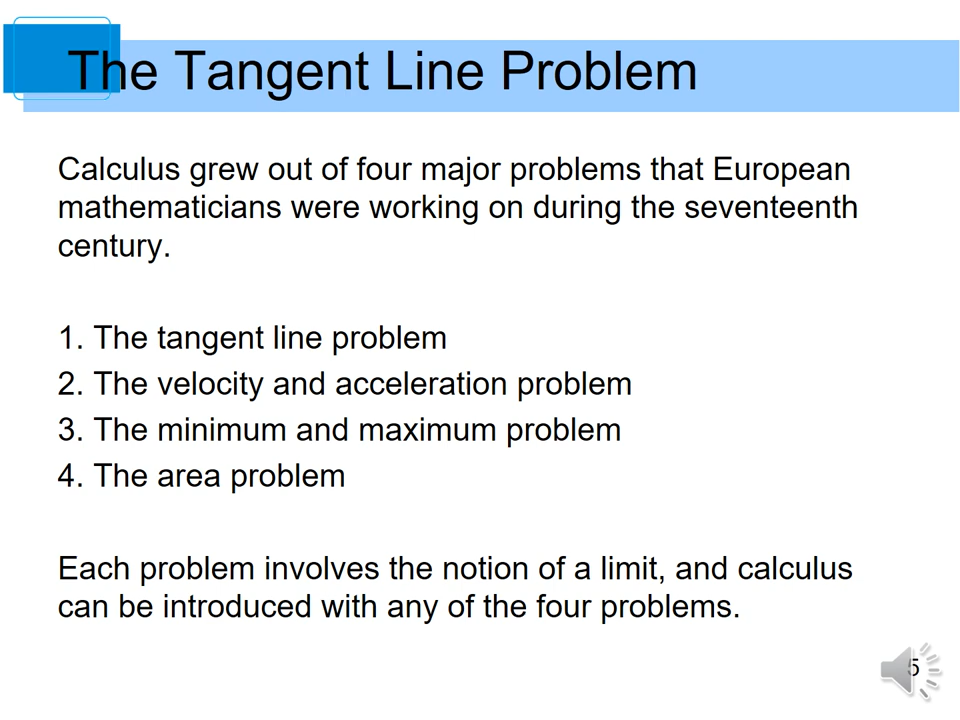 The Tangent Line Problem
Calculus grew out of four major problems that European
mathematicians were working on during the seventeenth
century.
1. The tangent line problem
2. The velocity and acceleration problem
3. The minimum and maximum problem
4. The area problem
Each problem involves the notion of a limit, and calculus
can be introduced with any of the four problems.
5